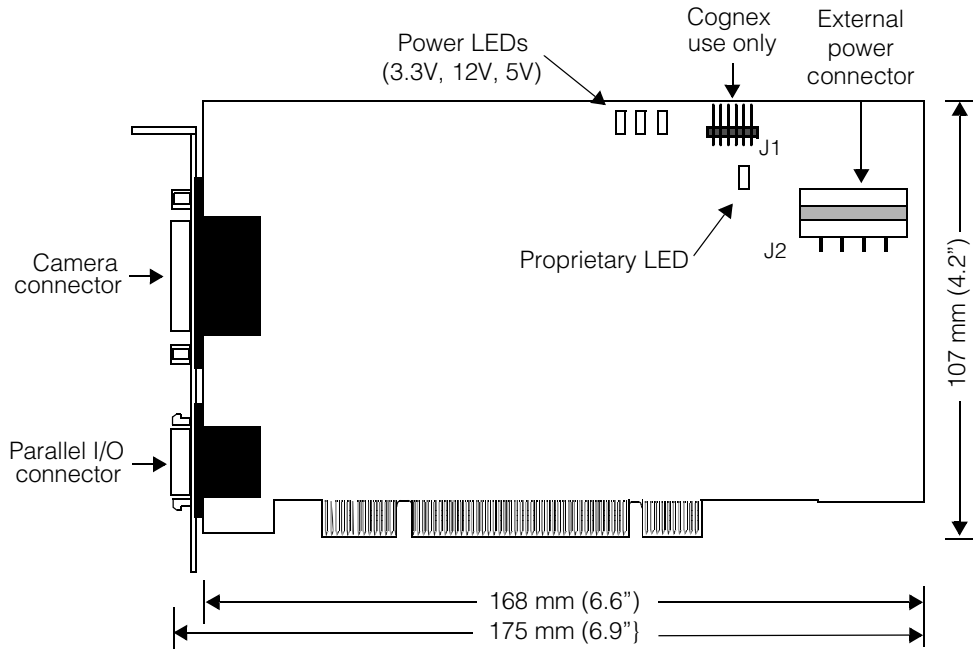 Power LEDs
(3.3V, 12V, 5V)
Cognex
use only
External
power
connector
J1
J2
Proprietary LED
Camera
connector
Parallel I/O
connector
107 mm (4.2”)
168 mm (6.6”)
175 mm (6.9”}